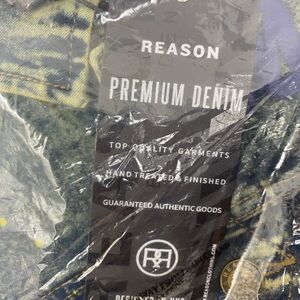 REASON
PREMIUM DENIM
TOP QUALITY GARMENTS
HAND TREATED & FINISHED
GUARANTEED AUTHENTIC GOODS